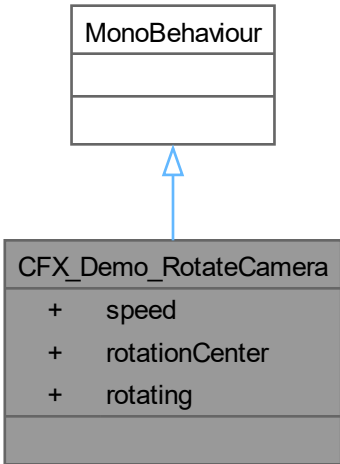 MonoBehaviour
CFX_Demo_RotateCamera
+ speed
+ rotationCenter
+ rotating